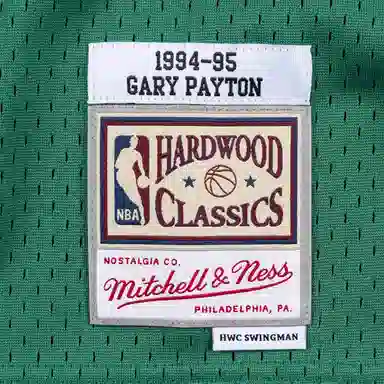 1994-95
GARY PAYTON
HARDWOOD
NBA
CLASSICS
NOSTALGIA CO.
Mitchell & Ness
PHILADELPHIA, PA.
HWC SWINGMAN